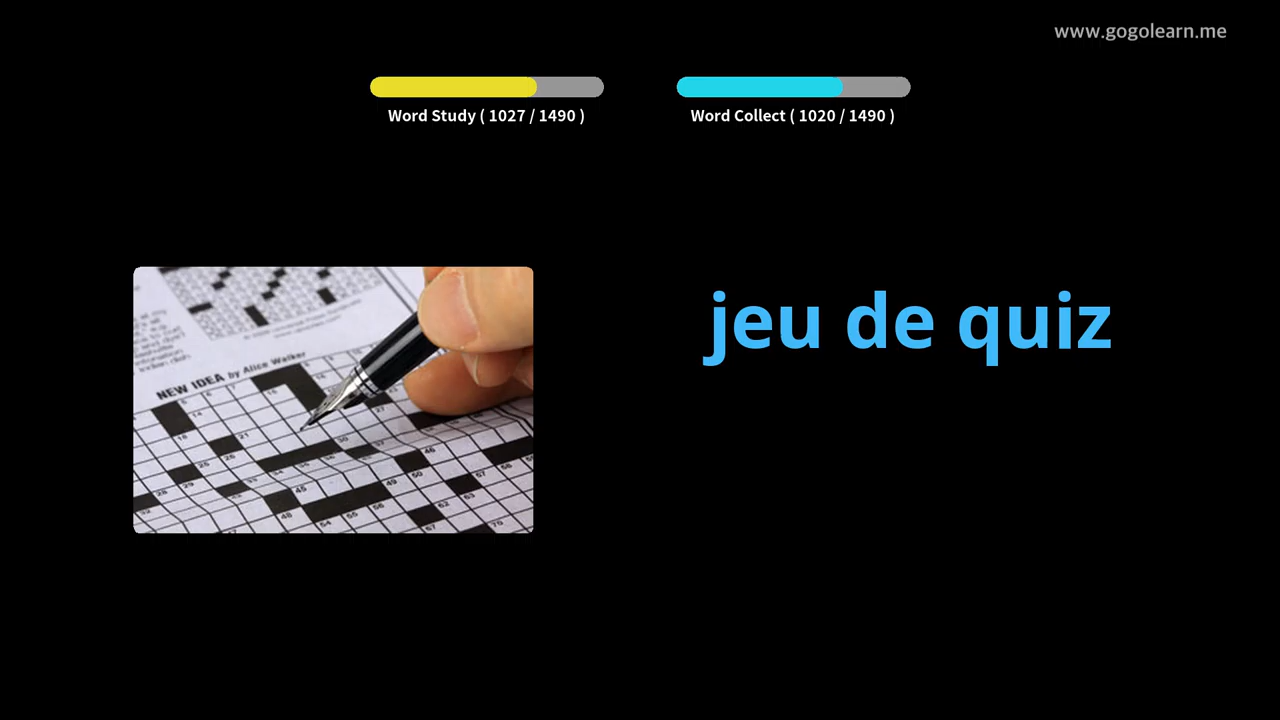 www.gogolearn.me
Word Study ( 1027 / 1490 )
Word Collect ( 1020 / 1490 )
jeu de quiz
NEW IDEA by Alice Walker